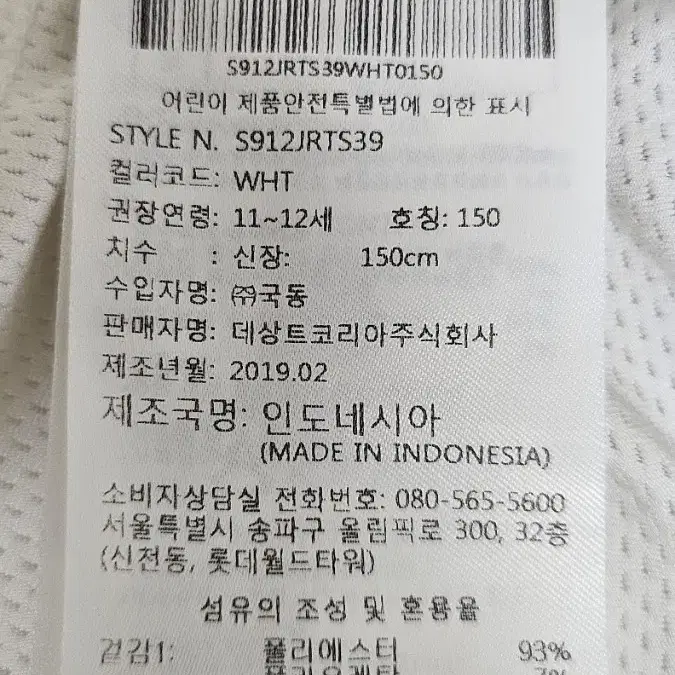 S912JRTS39WHT0150
어린이 제품안전특별법에 의한 표시
STYLE N. S912JRTS39
컬러코드: WHT
권장연령: 11~12세 호칭: 150
치수 : 신장: 150cm
수입자명: ㈜국동
판매자명: 데상트코리아주식회사
제조년월: 2019.02
제조국명: 인도네시아
(MADE IN INDONESIA)
소비자상담실 전화번호: 080-565-5600
서울특별시 송파구 올림픽로 300, 32층
(신천동, 롯데월드타워)
섬유의 조성 및 혼용율
겉감1: 폴리에스터 93%